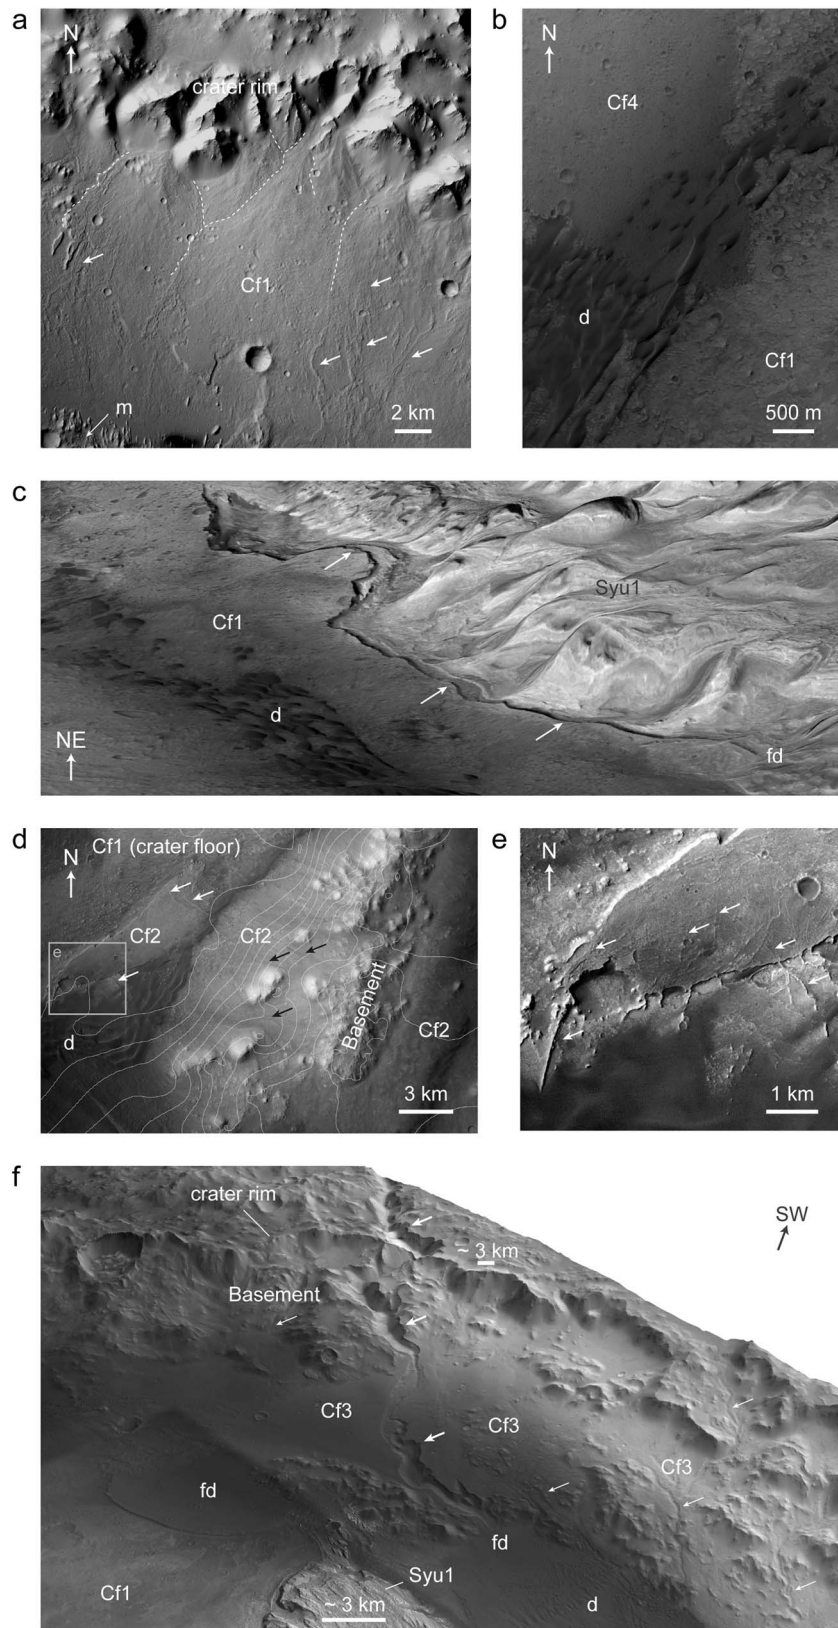 a
N
crater rim
Cf1
m
2 km
b
N
Cf4
d
Cf1
500 m
c
Syu1
Cf1
d
NE
fd
d
N
Cf1 (crater floor)
Cf2
Cf2
e
Basement
Cf2
d
3 km
e
N
1 km
f
crater rim
SW
~ 3 km
Basement
Cf3
Cf3
Cf3
fd
fd
Syu1
Cf1
~ 3 km
d